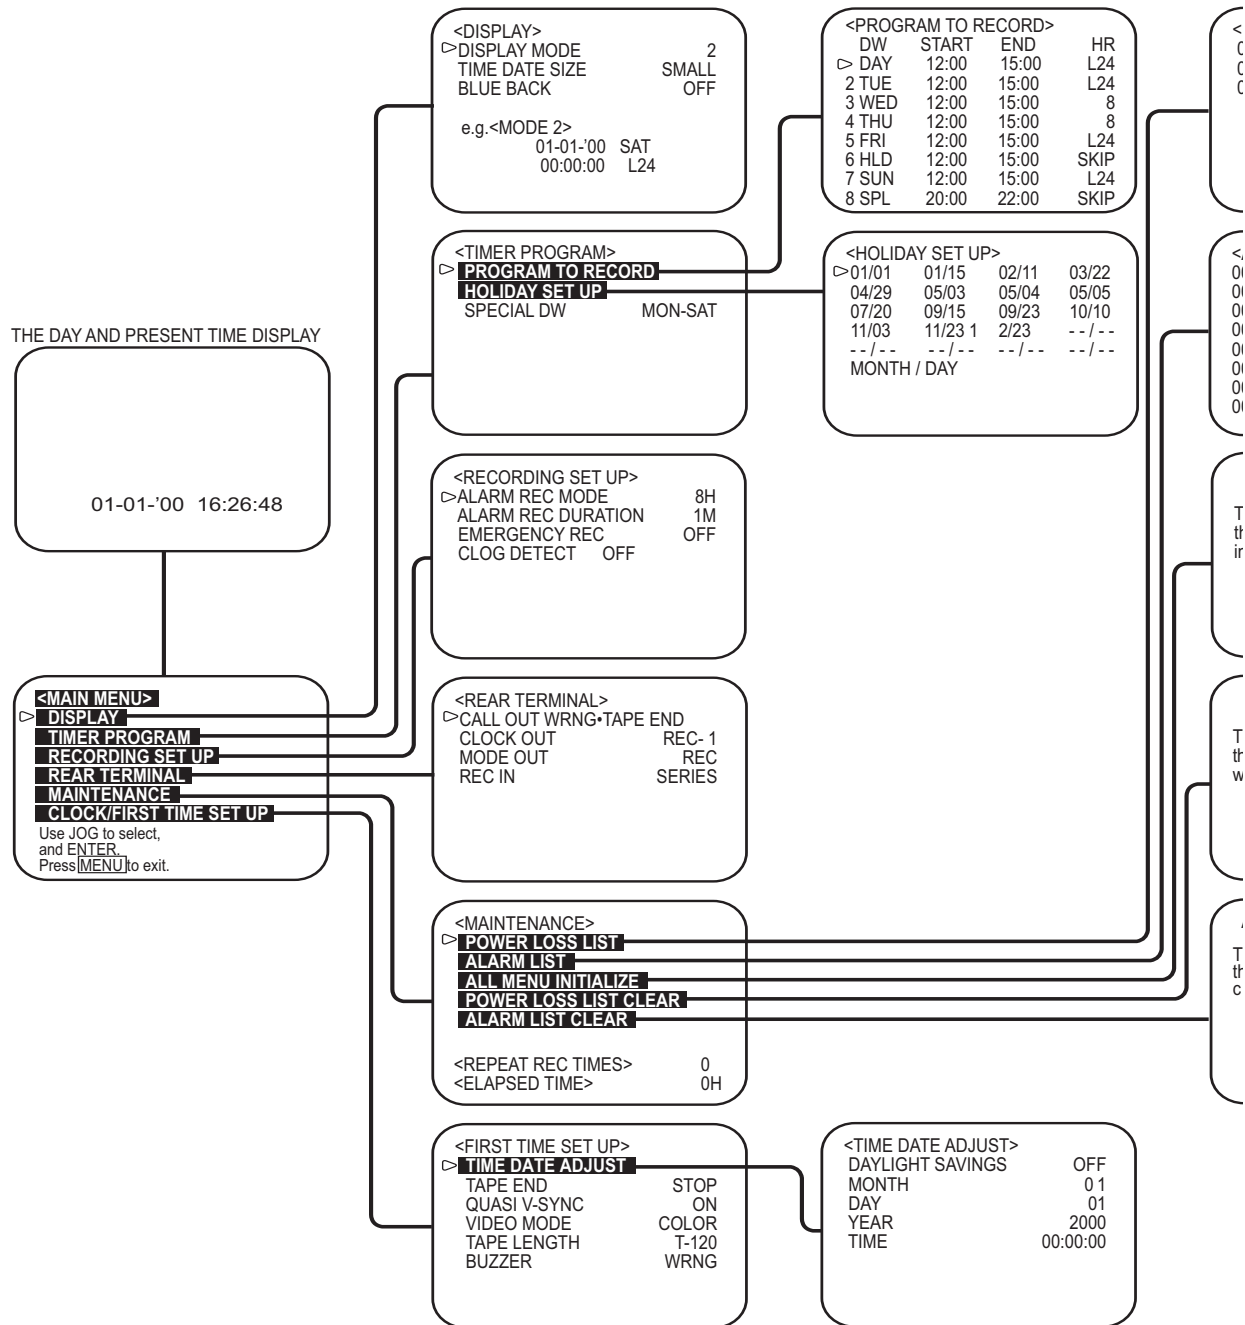 <DISPLAY>
DISPLAY MODE 2
TIME DATE SIZE SMALL
BLUE BACK OFF
e.g.<MODE 2>
01-01-’00 SAT
00:00:00 L24
<PROGRAM TO RECORD>
DW START END HR
DAY 12:00 15:00 L24
2 TUE 12:00 15:00 L24
3 WED 12:00 15:00 8
4 THU 12:00 15:00 8
5 FRI 12:00 15:00 L24
6 HLD 12:00 15:00 SKIP
7 SUN 12:00 15:00 L24
8 SPL 20:00 22:00 SKIP
<TIMER PROGRAM>
PROGRAM TO RECORD
HOLIDAY SET UP
SPECIAL DW MON-SAT
<HOLIDAY SET UP>
01/01 01/15 02/11 03/22
04/29 05/03 05/04 05/05
07/20 09/15 09/23 10/10
11/03 11/23 1 2/23 - - / - -
- - / - - - - / - - - - / - - - - / - -
MONTH / DAY
THE DAY AND PRESENT TIME DISPLAY
01-01-’00 16:26:48
<RECORDING SET UP>
ALARM REC MODE 8H
ALARM REC DURATION 1M
EMERGENCY REC OFF
CLOG DETECT OFF
<MAIN MENU>
DISPLAY
TIMER PROGRAM
RECORDING SET UP
REAR TERMINAL
MAINTENANCE
CLOCK/FIRST TIME SET UP
Use JOG to select,
and ENTER.
Press MENU to exit.
<REAR TERMINAL>
CALL OUT WRNG•TAPE END
CLOCK OUT REC- 1
MODE OUT REC
REC IN SERIES
<MAINTENANCE>
POWER LOSS LIST
ALARM LIST
ALL MENU INITIALIZE
POWER LOSS LIST CLEAR
ALARM LIST CLEAR
<REPEAT REC TIMES> 0
<ELAPSED TIME> 0H
<FIRST TIME SET UP>
TIME DATE ADJUST
TAPE END STOP
QUASI V-SYNC ON
VIDEO MODE COLOR
TAPE LENGTH T-120
BUZZER WRNG
<TIME DATE ADJUST>
DAYLIGHT SAVINGS OFF
MONTH 0 1
DAY 01
YEAR 2000
TIME 00:00:00